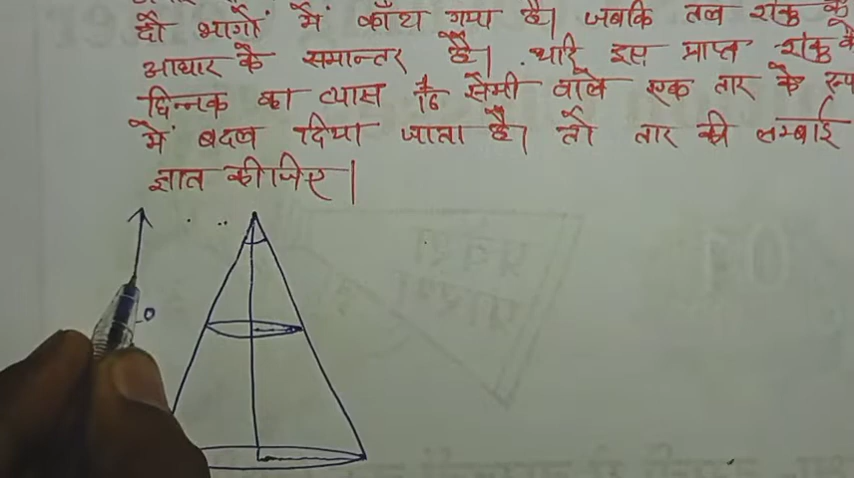 दो भागों में काँटा गया है। जबकि तल शंकु के
आधार के समान्तर है। यदि इस प्राप्त शंकु के
छिन्नक का व्यास 1/16 सेमी वाले एक तार के रूप
में बदल दिया जाता है। तो तार की लम्बाई
ज्ञात कीजिए।